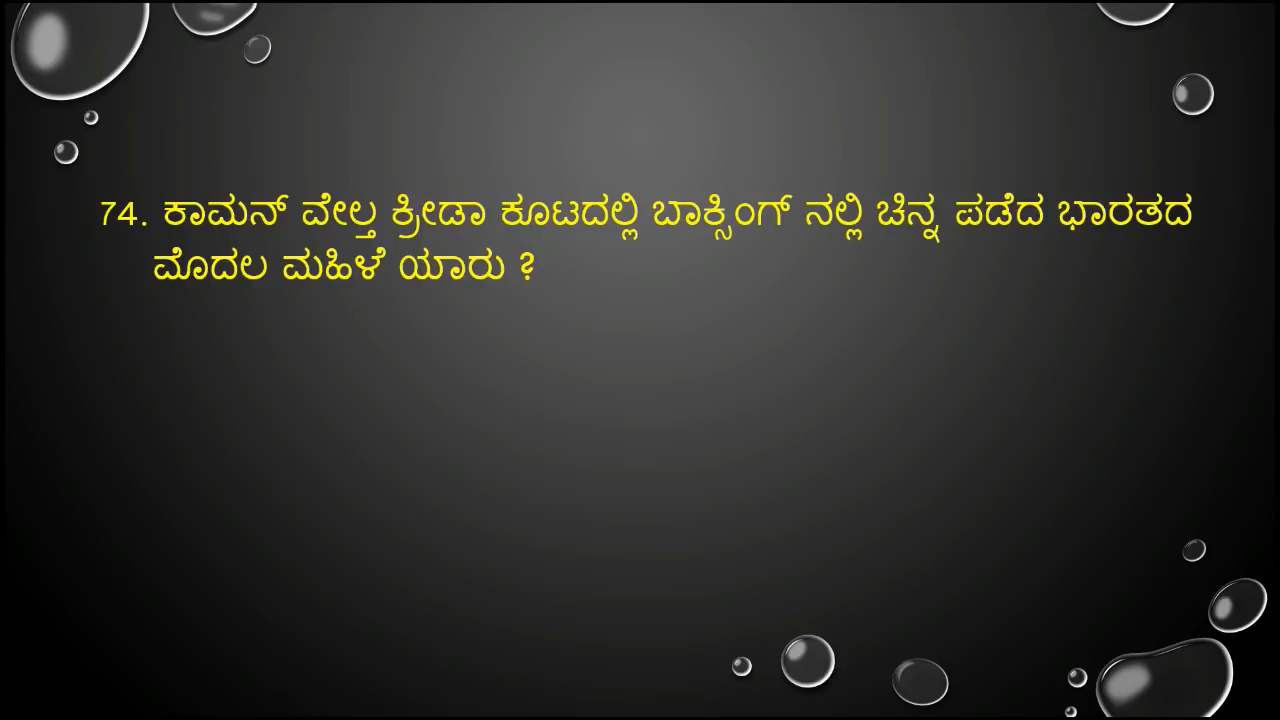 74. ಕಾಮನ್ ವೇಲ್ತ ಕ್ರೀಡಾ ಕೂಟದಲ್ಲಿ ಬಾಕ್ಸಿಂಗ್ ನಲ್ಲಿ ಚಿನ್ನ ಪಡೆದ ಭಾರತದ
ಮೊದಲ ಮಹಿಳೆ ಯಾರು ?